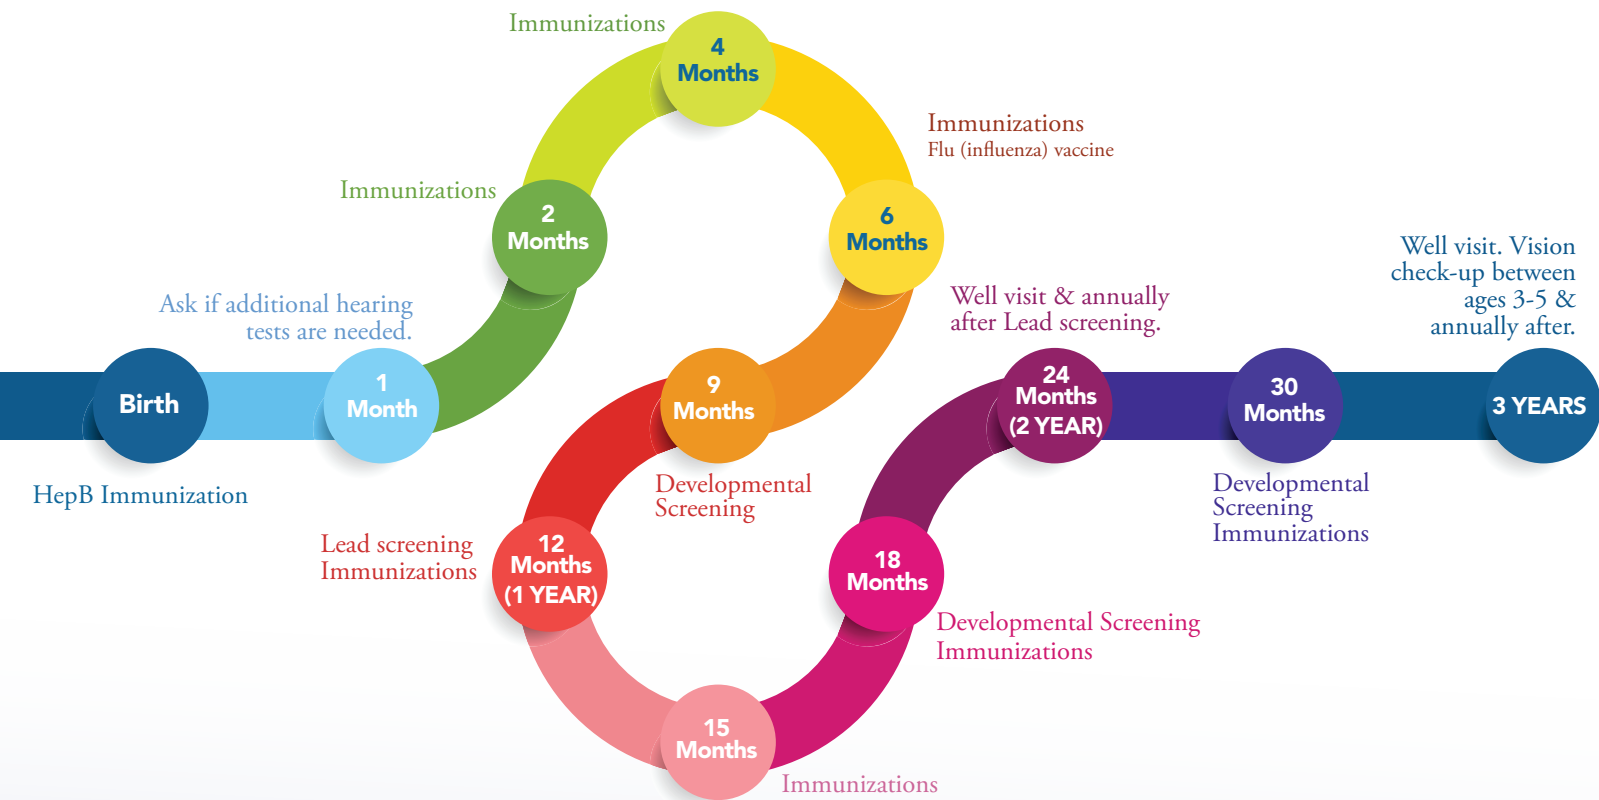 Birth
HepB Immunization
1
Month
Ask if additional hearing
tests are needed.
2
Months
Immunizations
4
Months
Immunizations
6
Months
Immunizations
Flu (influenza) vaccine
9
Months
Developmental
Screening
12
Months
(1 YEAR)
Lead screening
Immunizations
15
Months
Immunizations
18
Months
Developmental Screening
Immunizations
24
Months
(2 YEAR)
Well visit & annually
after Lead screening.
30
Months
Developmental
Screening
Immunizations
3 YEARS
Well visit. Vision
check-up between
ages 3-5 &
annually after.